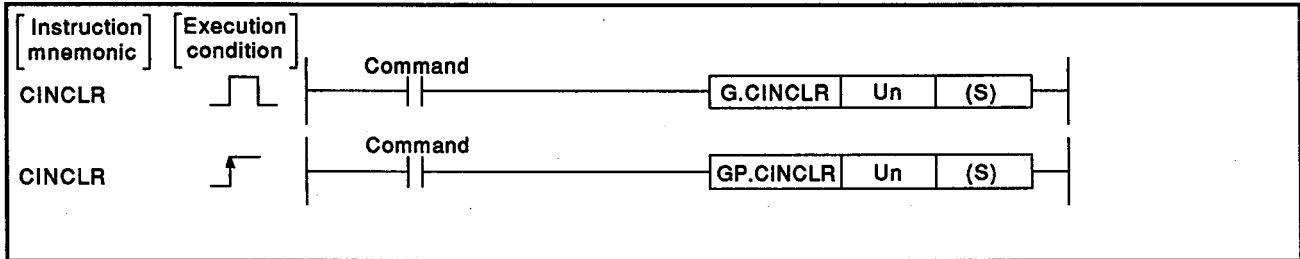 Instruction mnemonic
Execution condition
Command
CINCLR
G.CINCLR Un (S)
Command
CINCLR
GP.CINCLR Un (S)